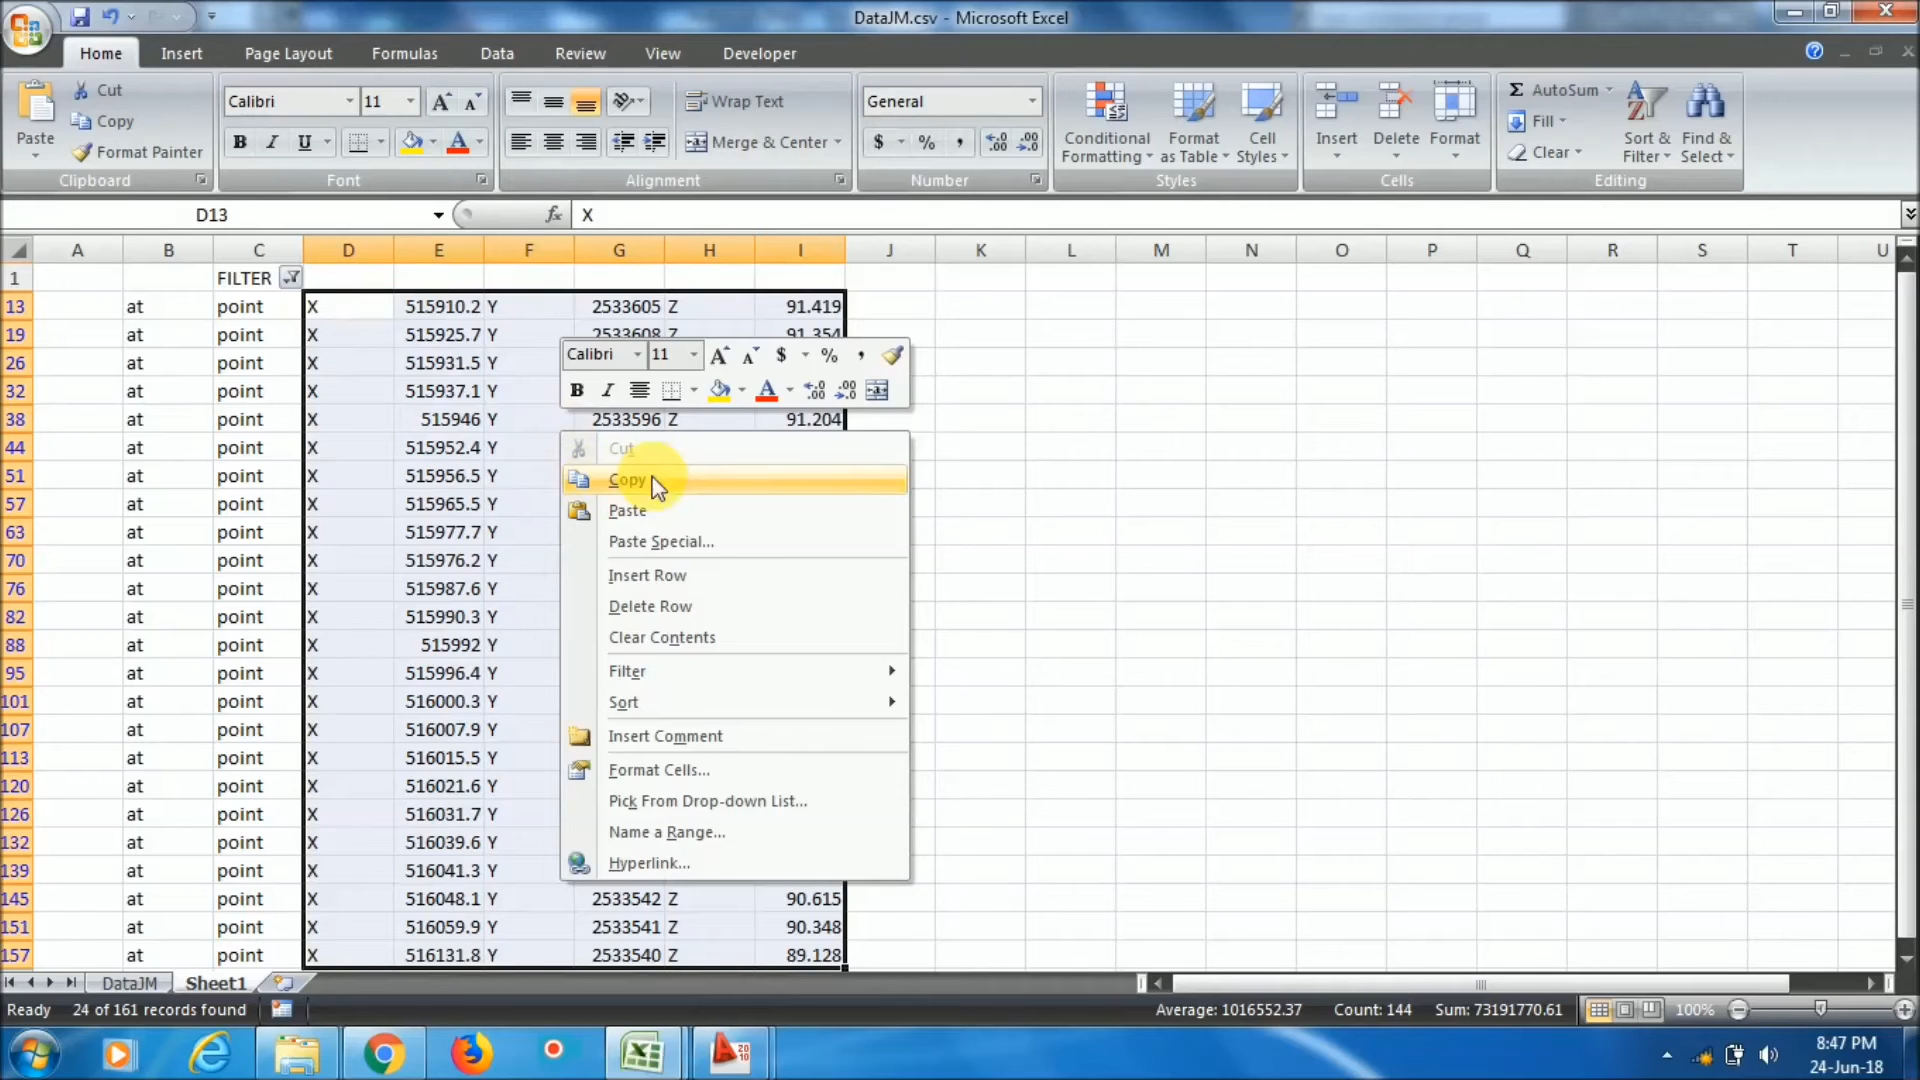 DataJM.csv - Microsoft Excel
Home Insert Page Layout Formulas Data Review View Developer
Paste
Cut
Copy
Format Painter
Clipboard
Calibri 11
B I U
Font
Wrap Text
Merge & Center
Alignment
General
$ % ,
Number
Conditional Formatting
Format as Table
Cell Styles
Styles
Insert Delete Format
Cells
Σ AutoSum
Fill
Clear
Sort & Filter
Find & Select
Editing
D13 fx X
A B C D E F G H I J K L M N O P Q R S T U
1 FILTER
13 at point X 515910.2 Y 2533605 Z 91.419
19 at point X 515925.7 Y 2533608 Z 91.354
26 at point X 515931.5 Y
32 at point X 515937.1 Y
38 at point X 515946 Y 2533596 Z 91.204
44 at point X 515952.4 Y
51 at point X 515956.5 Y
57 at point X 515965.5 Y
63 at point X 515977.7 Y
70 at point X 515976.2 Y
76 at point X 515987.6 Y
82 at point X 515990.3 Y
88 at point X 515992 Y
95 at point X 515996.4 Y
101 at point X 516000.3 Y
107 at point X 516007.9 Y
113 at point X 516015.5 Y
120 at point X 516021.6 Y
126 at point X 516031.7 Y
132 at point X 516039.6 Y
139 at point X 516041.3 Y
145 at point X 516048.1 Y 2533542 Z 90.615
151 at point X 516059.9 Y 2533541 Z 90.348
157 at point X 516131.8 Y 2533540 Z 89.128
Calibri 11 A A $ % ,
B I A
Cut
Copy
Paste
Paste Special...
Insert Row
Delete Row
Clear Contents
Filter
Sort
Insert Comment
Format Cells...
Pick From Drop-down List...
Name a Range...
Hyperlink...
DataJM Sheet1
Ready 24 of 161 records found Average: 1016552.37 Count: 144 Sum: 73191770.61 100%
8:47 PM
24-Jun-18